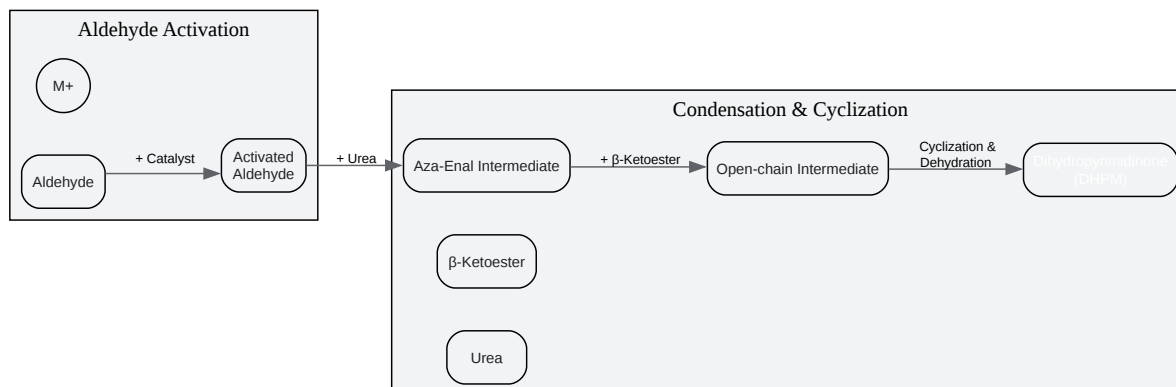 Aldehyde Activation
M+
Aldehyde
+ Catalyst
Activated
Aldehyde
+ Urea
Condensation & Cyclization
Aza-Enal Intermediate
+ β-Ketoester
Open-chain Intermediate
Cyclization &
Dehydration
Dihydropyrimidinone
(DHPM)
β-Ketoester
Urea